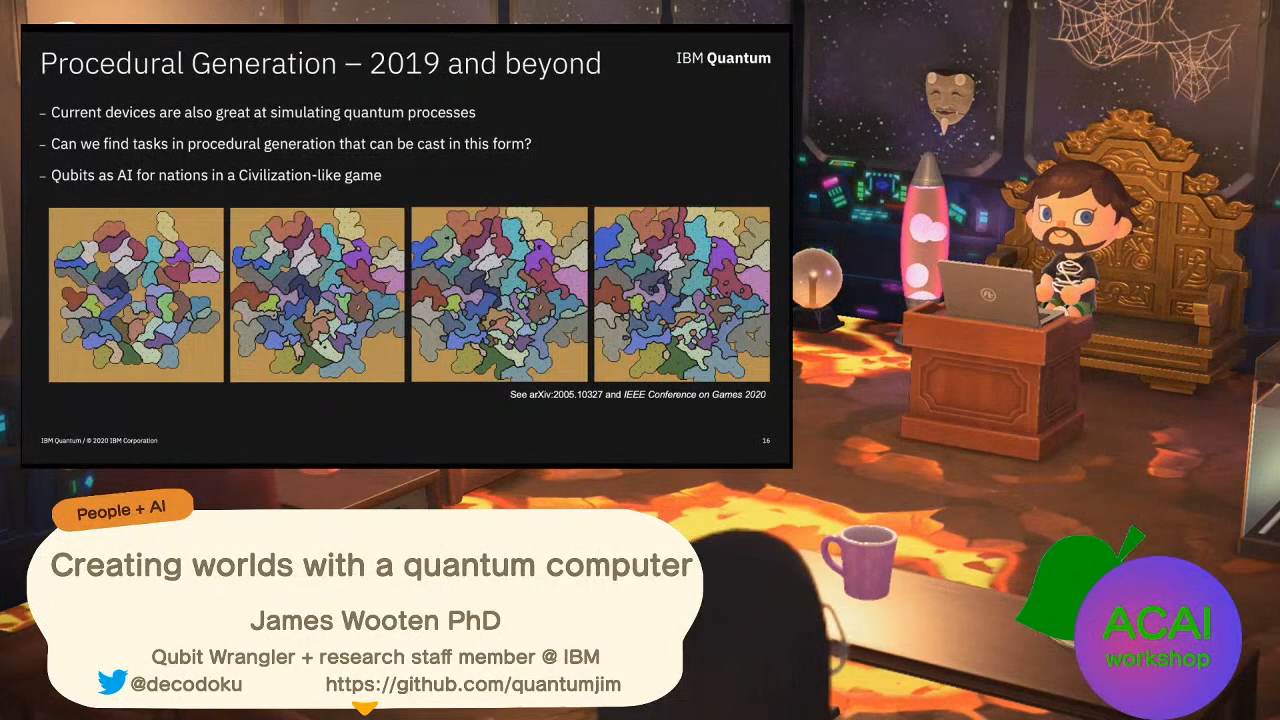 Procedural Generation – 2019 and beyond
IBM Quantum
– Current devices are also great at simulating quantum processes
– Can we find tasks in procedural generation that can be cast in this form?
– Qubits as AI for nations in a Civilization-like game
See arXiv:2005.10327 and IEEE Conference on Games 2020
IBM Quantum / © 2020 IBM Corporation
16
People + AI
Creating worlds with a quantum computer
James Wooten PhD
Qubit Wrangler + research staff member @ IBM
@decodoku
https://github.com/quantumjim
ACAI
workshop